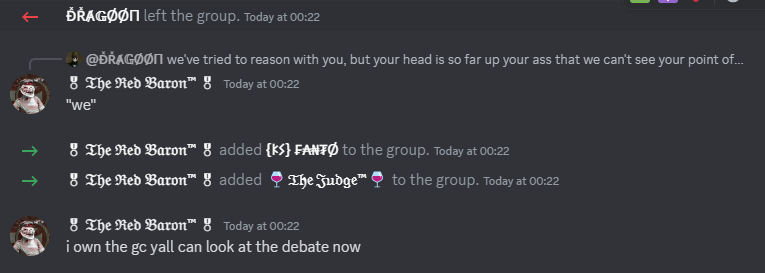 ĐŘȺGØØΠ left the group. Today at 00:22
@ĐŘȺGØØΠ we've tried to reason with you, but your head is so far up your ass that we can't see your point of...
🎖 𝕿𝖍𝖊 𝕽𝖊𝖉 𝕭𝖆𝖗𝖔𝖓™ 🎖 Today at 00:22
"we"
🎖 𝕿𝖍𝖊 𝕽𝖊𝖉 𝕭𝖆𝖗𝖔𝖓™ 🎖 added {ҟꌗ} ₣₳₦₮Ø to the group. Today at 00:22
🎖 𝕿𝖍𝖊 𝕽𝖊𝖉 𝕭𝖆𝖗𝖔𝖓™ 🎖 added 🍷𝕿𝖍𝖊 𝕵𝖚𝖉𝖌𝖊™🍷 to the group. Today at 00:22
🎖 𝕿𝖍𝖊 𝕽𝖊𝖉 𝕭𝖆𝖗𝖔𝖓™ 🎖 Today at 00:22
i own the gc yall can look at the debate now